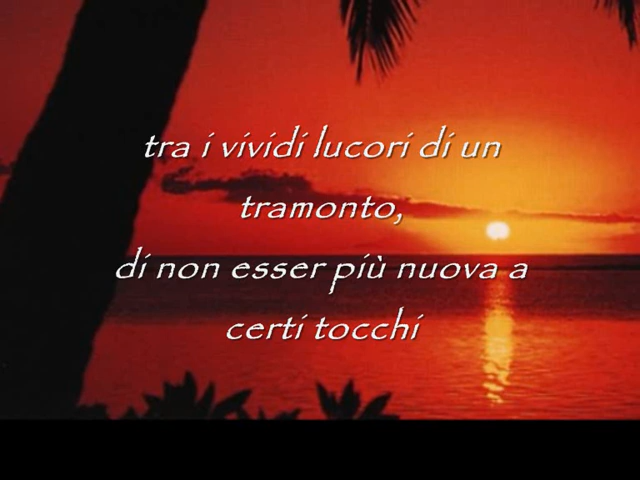 tra i vividi lucori di un
tramonto,
di non esser più nuova a
certi tocchi